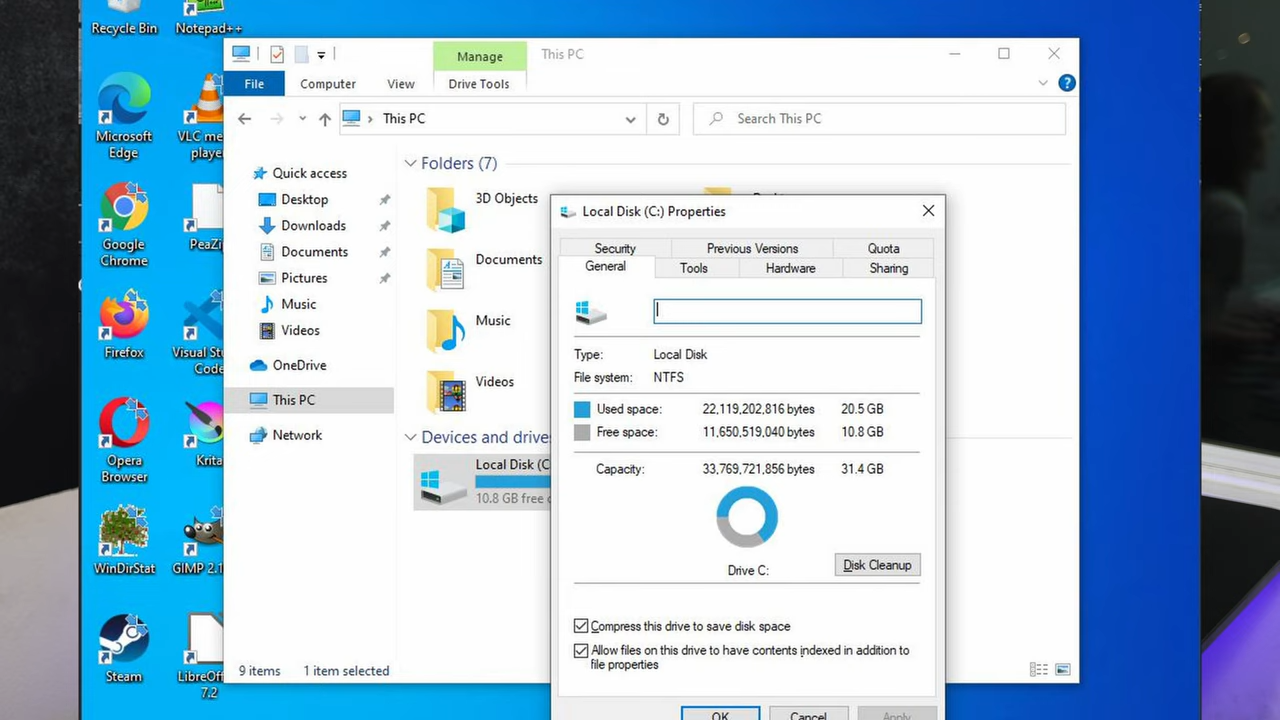 Recycle Bin
Notepad++
Microsoft
Edge
VLC me
player
Google
Chrome
PeaZi
Firefox
Visual Stu
Code
Opera
Browser
Krita
WinDirStat
GIMP 2.1
Steam
LibreOf
7.2
Manage
This PC
File
Computer
View
Drive Tools
This PC
Search This PC
Quick access
Desktop
Downloads
Documents
Pictures
Music
Videos
OneDrive
This PC
Network
Folders (7)
3D Objects
Documents
Music
Videos
Devices and drive
Local Disk (C
10.8 GB free
9 items
1 item selected
Local Disk (C:) Properties
Security
Previous Versions
Quota
General
Tools
Hardware
Sharing
Type: Local Disk
File system: NTFS
Used space: 22,119,202,816 bytes 20.5 GB
Free space: 11,650,519,040 bytes 10.8 GB
Capacity: 33,769,721,856 bytes 31.4 GB
Drive C:
Disk Cleanup
Compress this drive to save disk space
Allow files on this drive to have contents indexed in addition to
file properties
OK
Cancel
Apply